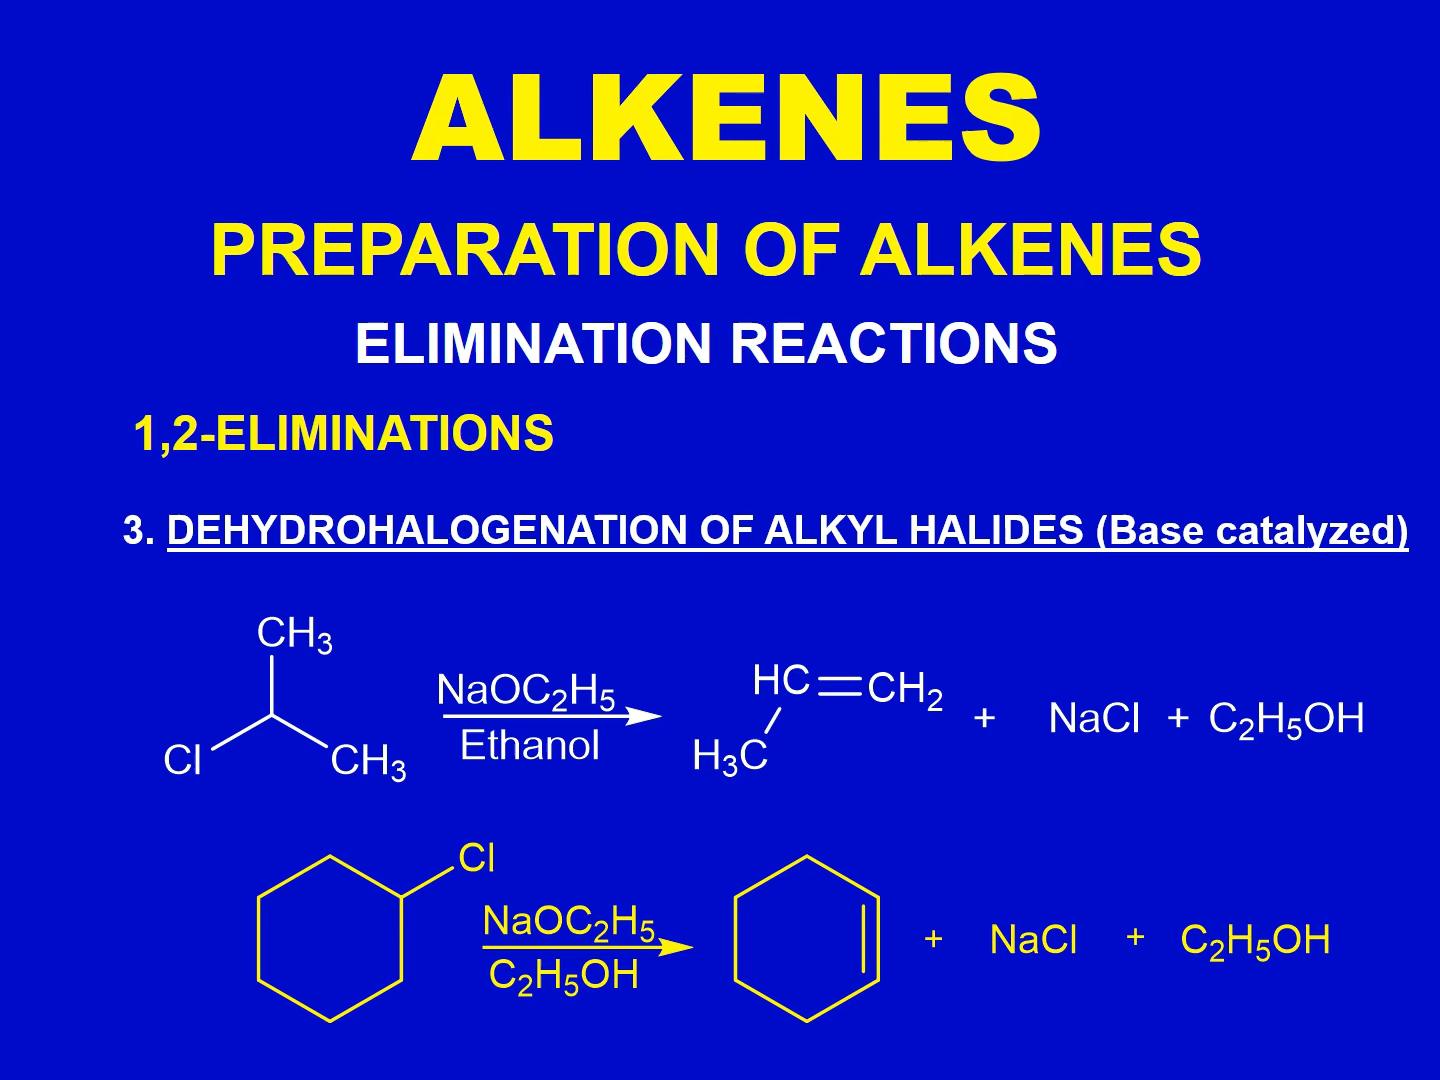 ALKENES
PREPARATION OF ALKENES
ELIMINATION REACTIONS
1,2-ELIMINATIONS
3. DEHYDROHALOGENATION OF ALKYL HALIDES (Base catalyzed)
CH₃
Cl
CH₃
NaOC₂H₅
Ethanol
HC=CH₂
H₃C
+ NaCl + C₂H₅OH
Cl
NaOC₂H₅
C₂H₅OH
+ NaCl + C₂H₅OH